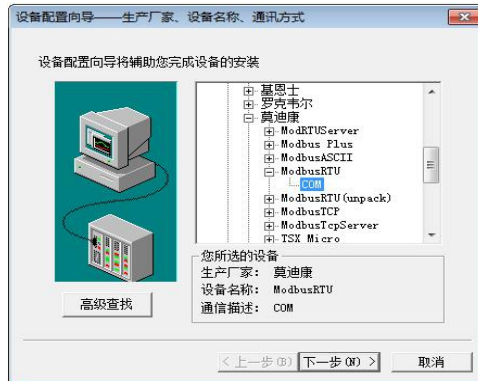 设备配置向导——生产厂家、设备名称、通讯方式
设备配置向导将辅助您完成设备的安装
基恩士
罗克韦尔
莫迪康
ModRTUServer
Modbus Plus
ModbusASCII
ModbusRTU
COM
ModbusRTU(unpack)
ModbusTCP
ModbusTcpServer
TSX Micro
高级查找
您所选的设备
生产厂家： 莫迪康
设备名称： ModbusRTU
通信描述： COM
< 上一步(B) 下一步(N) > 取消